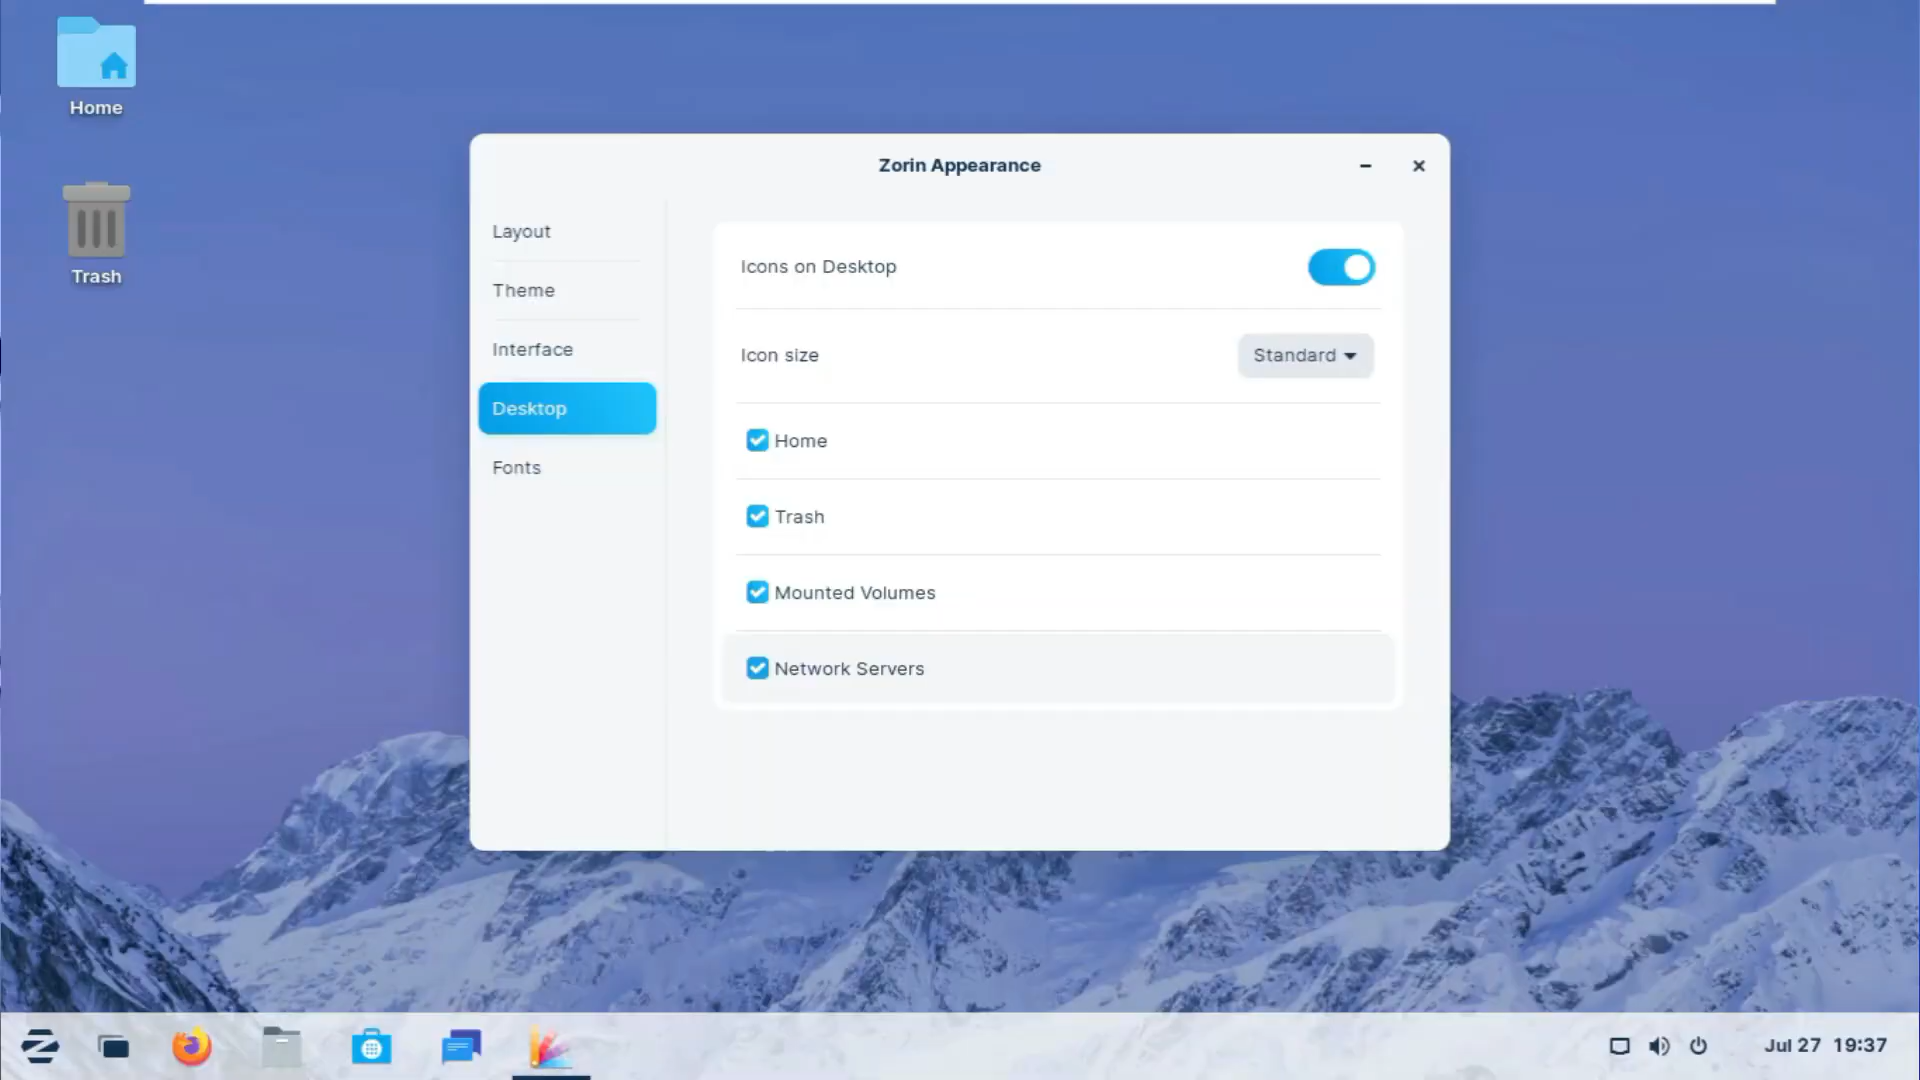 Home
Trash
Zorin Appearance
Layout
Theme
Interface
Desktop
Fonts
Icons on Desktop
Icon size
Standard
Home
Trash
Mounted Volumes
Network Servers
Jul 27 19:37